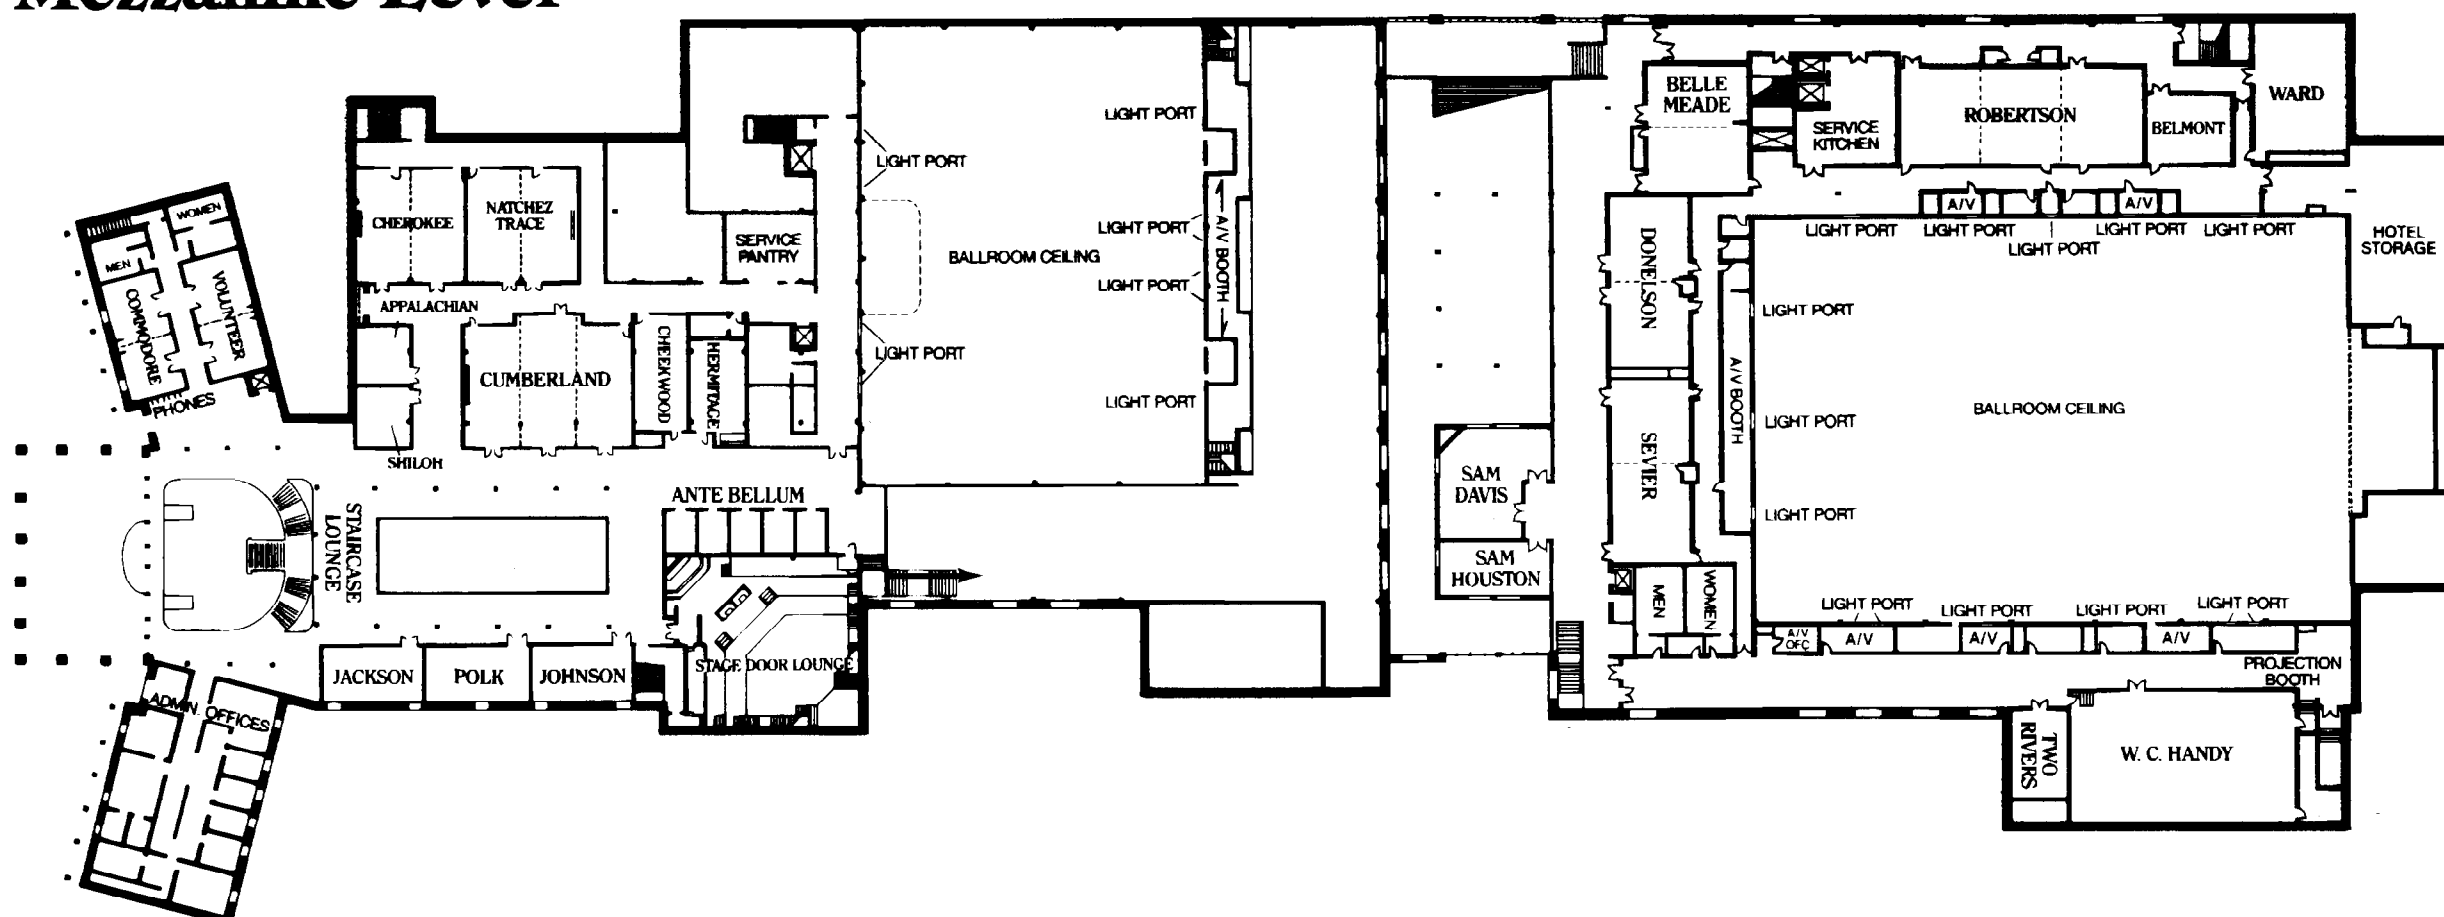 Mezzanine Level
WOMEN
MEN
COMMODORE
VOLUNTEER
PHONES
CHEROKEE
NATCHEZ
TRACE
APPALACHIAN
SERVICE
PANTRY
CUMBERLAND
CHEEKWOOD
HERMITAGE
SHILOH
STAIRCASE
LOUNGE
ANTE BELLUM
JACKSON
POLK
JOHNSON
STAGE DOOR LOUNGE
ADMIN. OFFICES
LIGHT PORT
LIGHT PORT
BALLROOM CEILING
LIGHT PORT
LIGHT PORT
LIGHT PORT
LIGHT PORT
A/V BOOTH
BELLE
MEADE
SERVICE
KITCHEN
ROBERTSON
BELMONT
WARD
DONELSON
SEVIER
SAM
DAVIS
SAM
HOUSTON
MEN
WOMEN
A/V
A/V
LIGHT PORT
LIGHT PORT
LIGHT PORT
LIGHT PORT
LIGHT PORT
HOTEL
STORAGE
LIGHT PORT
A/V BOOTH
BALLROOM CEILING
LIGHT PORT
LIGHT PORT
LIGHT PORT
LIGHT PORT
LIGHT PORT
LIGHT PORT
A/V
OFC
A/V
A/V
A/V
PROJECTION
BOOTH
TWO
RIVERS
W. C. HANDY